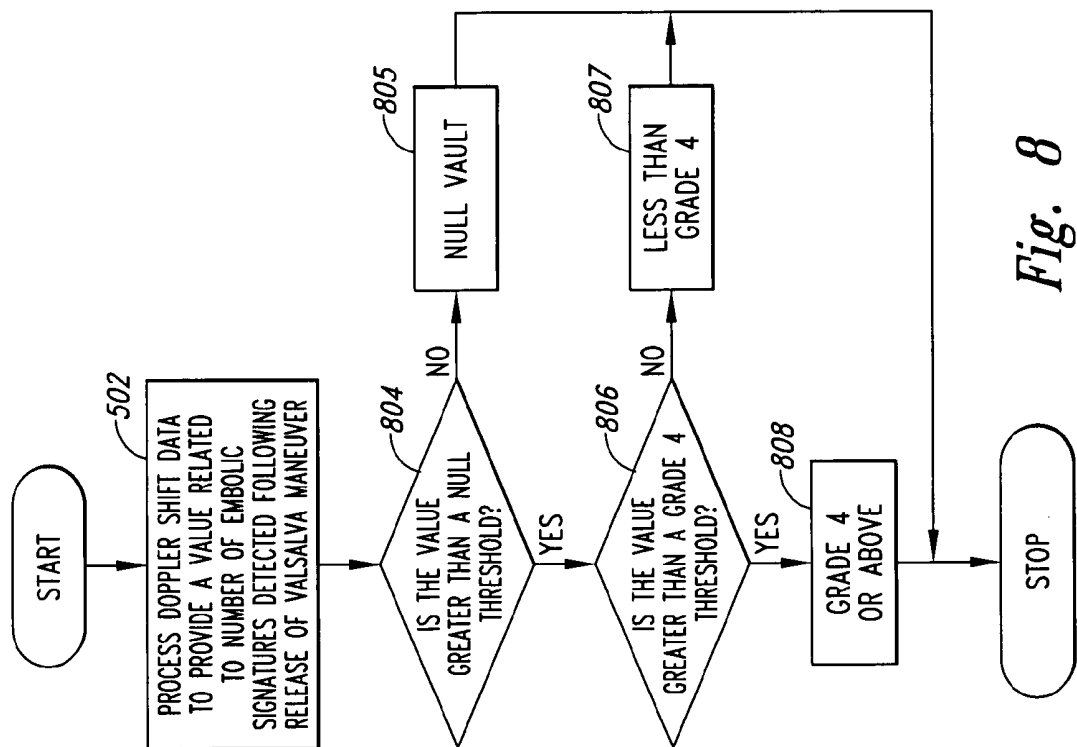 START
502
PROCESS DOPPLER SHIFT DATA
TO PROVIDE A VALUE RELATED
TO NUMBER OF EMBOLIC
SIGNATURES DETECTED FOLLOWING
RELEASE OF VALSALVA MANEUVER
804
IS THE VALUE
GREATER THAN A NULL
THRESHOLD?
NO
805
NULL VAULT
YES
806
IS THE VALUE
GREATER THAN A GRADE 4
THRESHOLD?
NO
807
LESS THAN
GRADE 4
YES
808
GRADE 4
OR ABOVE
STOP
Fig. 8